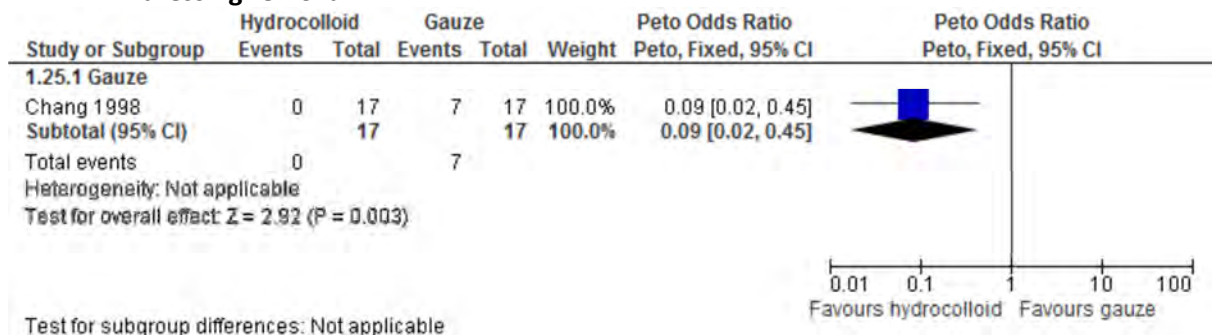 Hydrocolloid Gauze Peto Odds Ratio Peto Odds Ratio
Study or Subgroup Events Total Events Total Weight Peto, Fixed, 95% CI Peto, Fixed, 95% CI
1.25.1 Gauze
Chang 1998 0 17 7 17 100.0% 0.09 [0.02, 0.45]
Subtotal (95% CI) 17 17 100.0% 0.09 [0.02, 0.45]
Total events 0 7
Heterogeneity: Not applicable
Test for overall effect: Z = 2.92 (P = 0.003)
0.01 0.1 1 10 100
Favours hydrocolloid Favours gauze
Test for subgroup differences: Not applicable